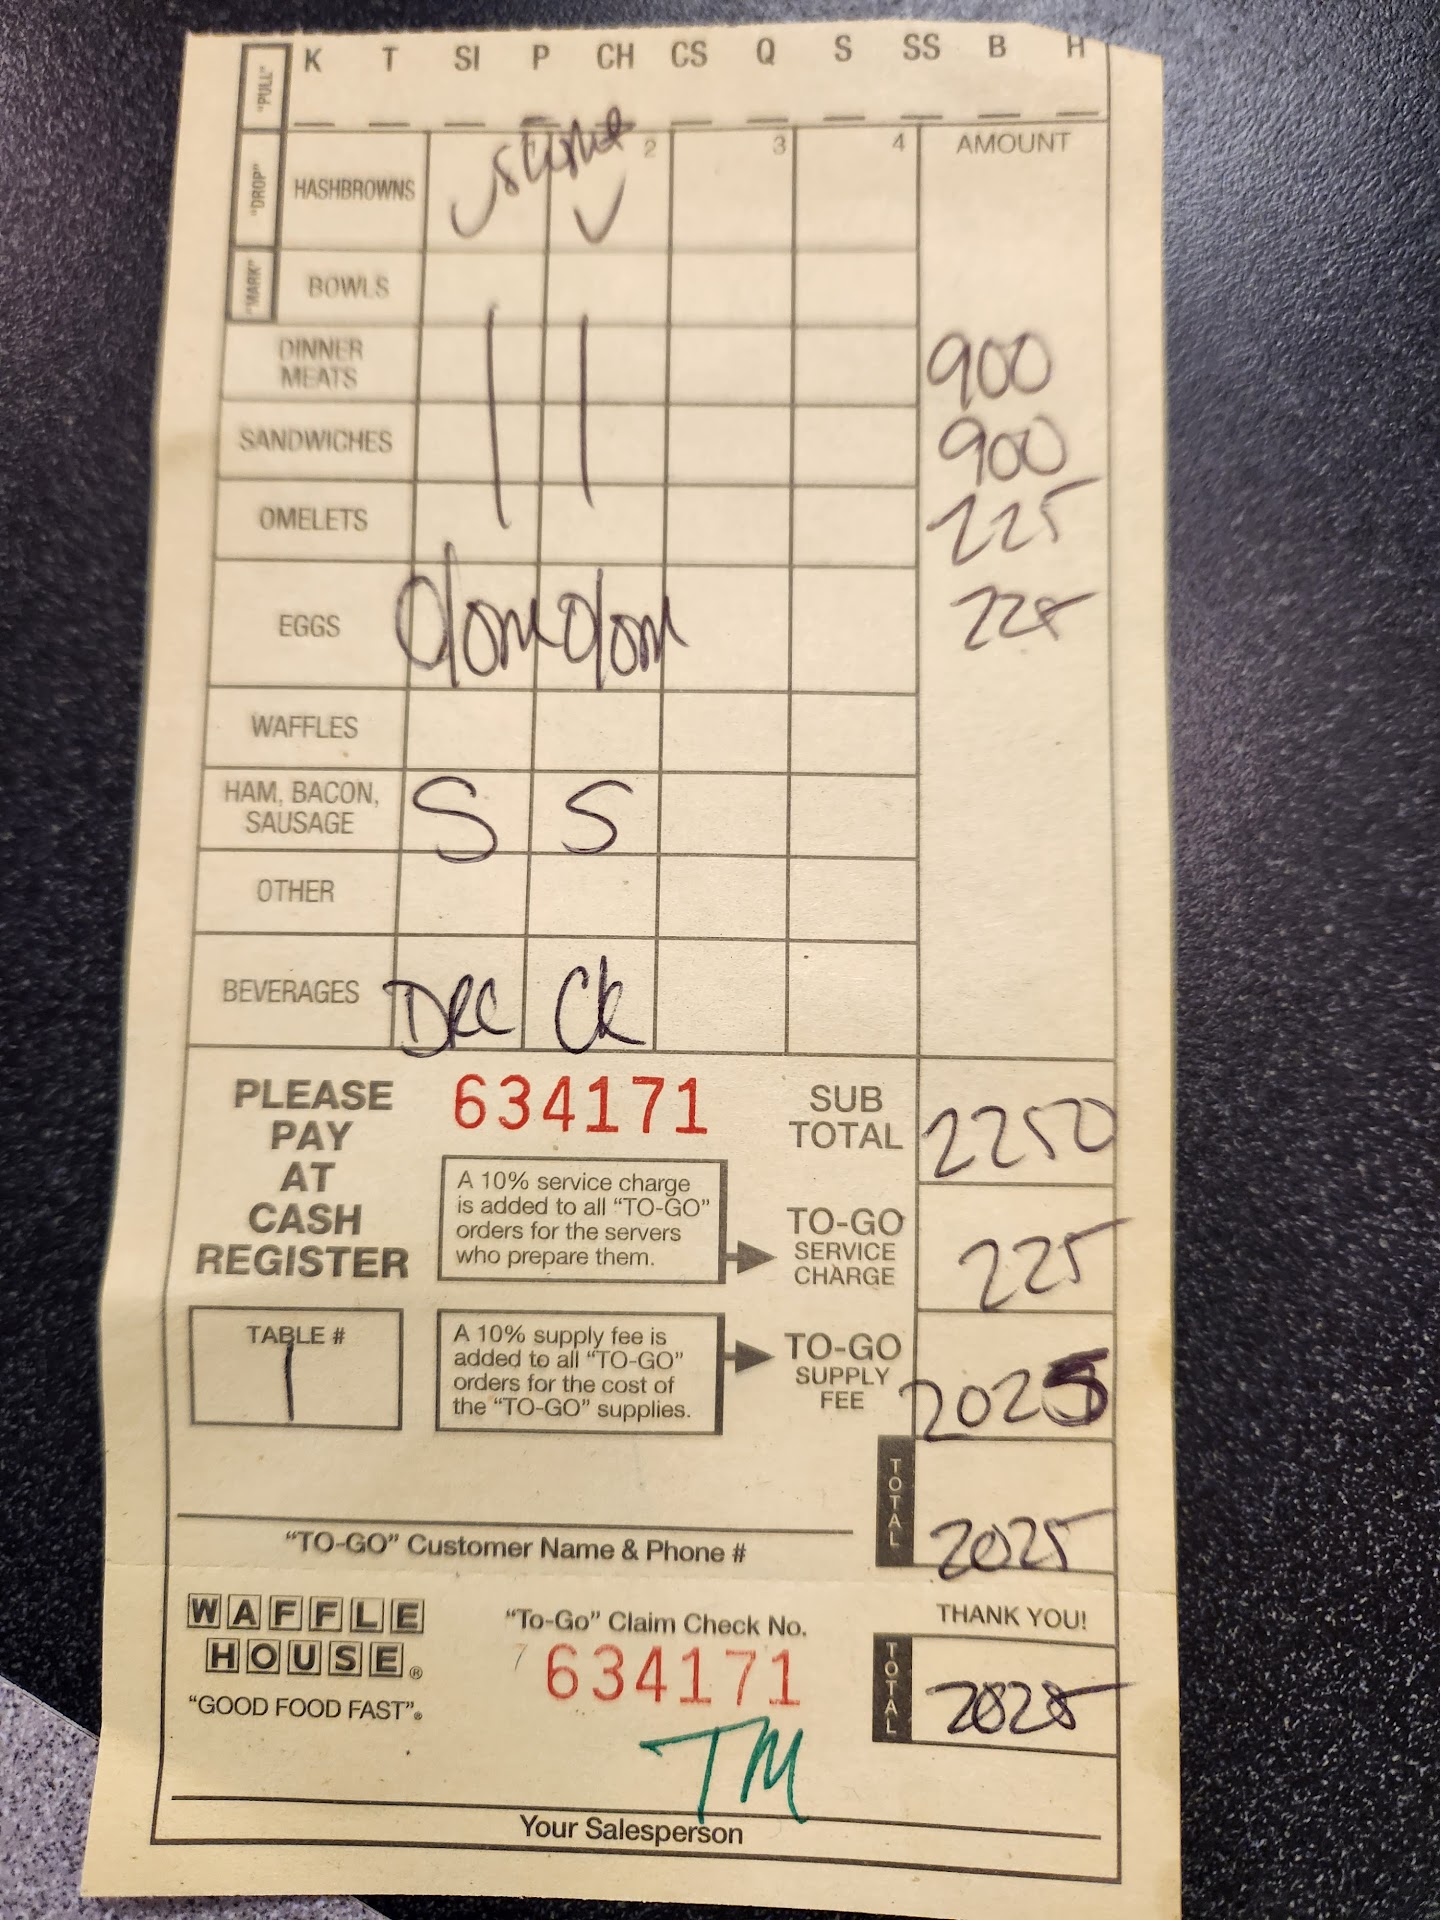 K T SI P CH CS Q S SS B H
"PULL"
"DROP"
"MARK"
2 3 4 AMOUNT
HASHBROWNS
BOWLS
DINNER
MEATS
900
SANDWICHES
900
OMELETS
225
EGGS
225
WAFFLES
HAM, BACON,
SAUSAGE
S S
OTHER
BEVERAGES
CK
PLEASE
PAY
AT
CASH
REGISTER
634171
SUB
TOTAL
2250
A 10% service charge
is added to all "TO-GO"
orders for the servers
who prepare them.
TO-GO
SERVICE
CHARGE
225
TABLE #
1
A 10% supply fee is
added to all "TO-GO"
orders for the cost of
the "TO-GO" supplies.
TO-GO
SUPPLY
FEE
2025
TOTAL
2025
"TO-GO" Customer Name & Phone #
WAFFLE
HOUSE®
"GOOD FOOD FAST"®
"To-Go" Claim Check No.
634171
THANK YOU!
TOTAL
2025
TM
Your Salesperson